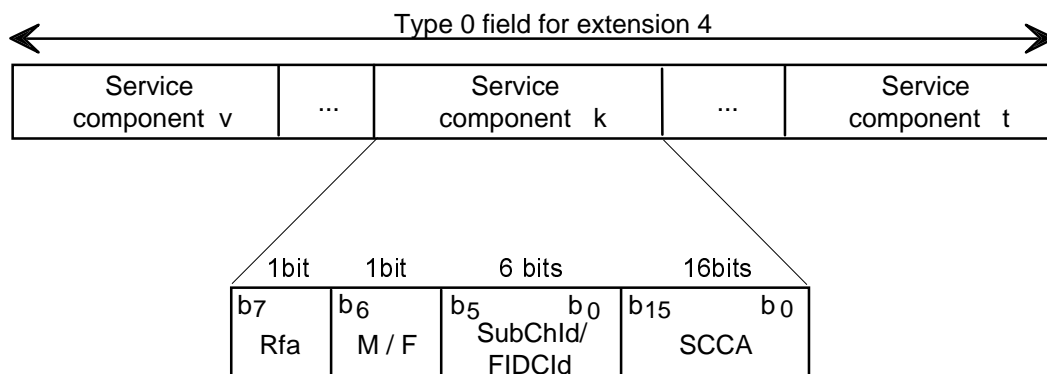 Type 0 field for extension 4
Service component v
...
Service component k
...
Service component t
1bit 1bit 6 bits 16bits
b7 b6 b5 b0 b15 b0
Rfa M / F SubChId/ FIDCId SCCA